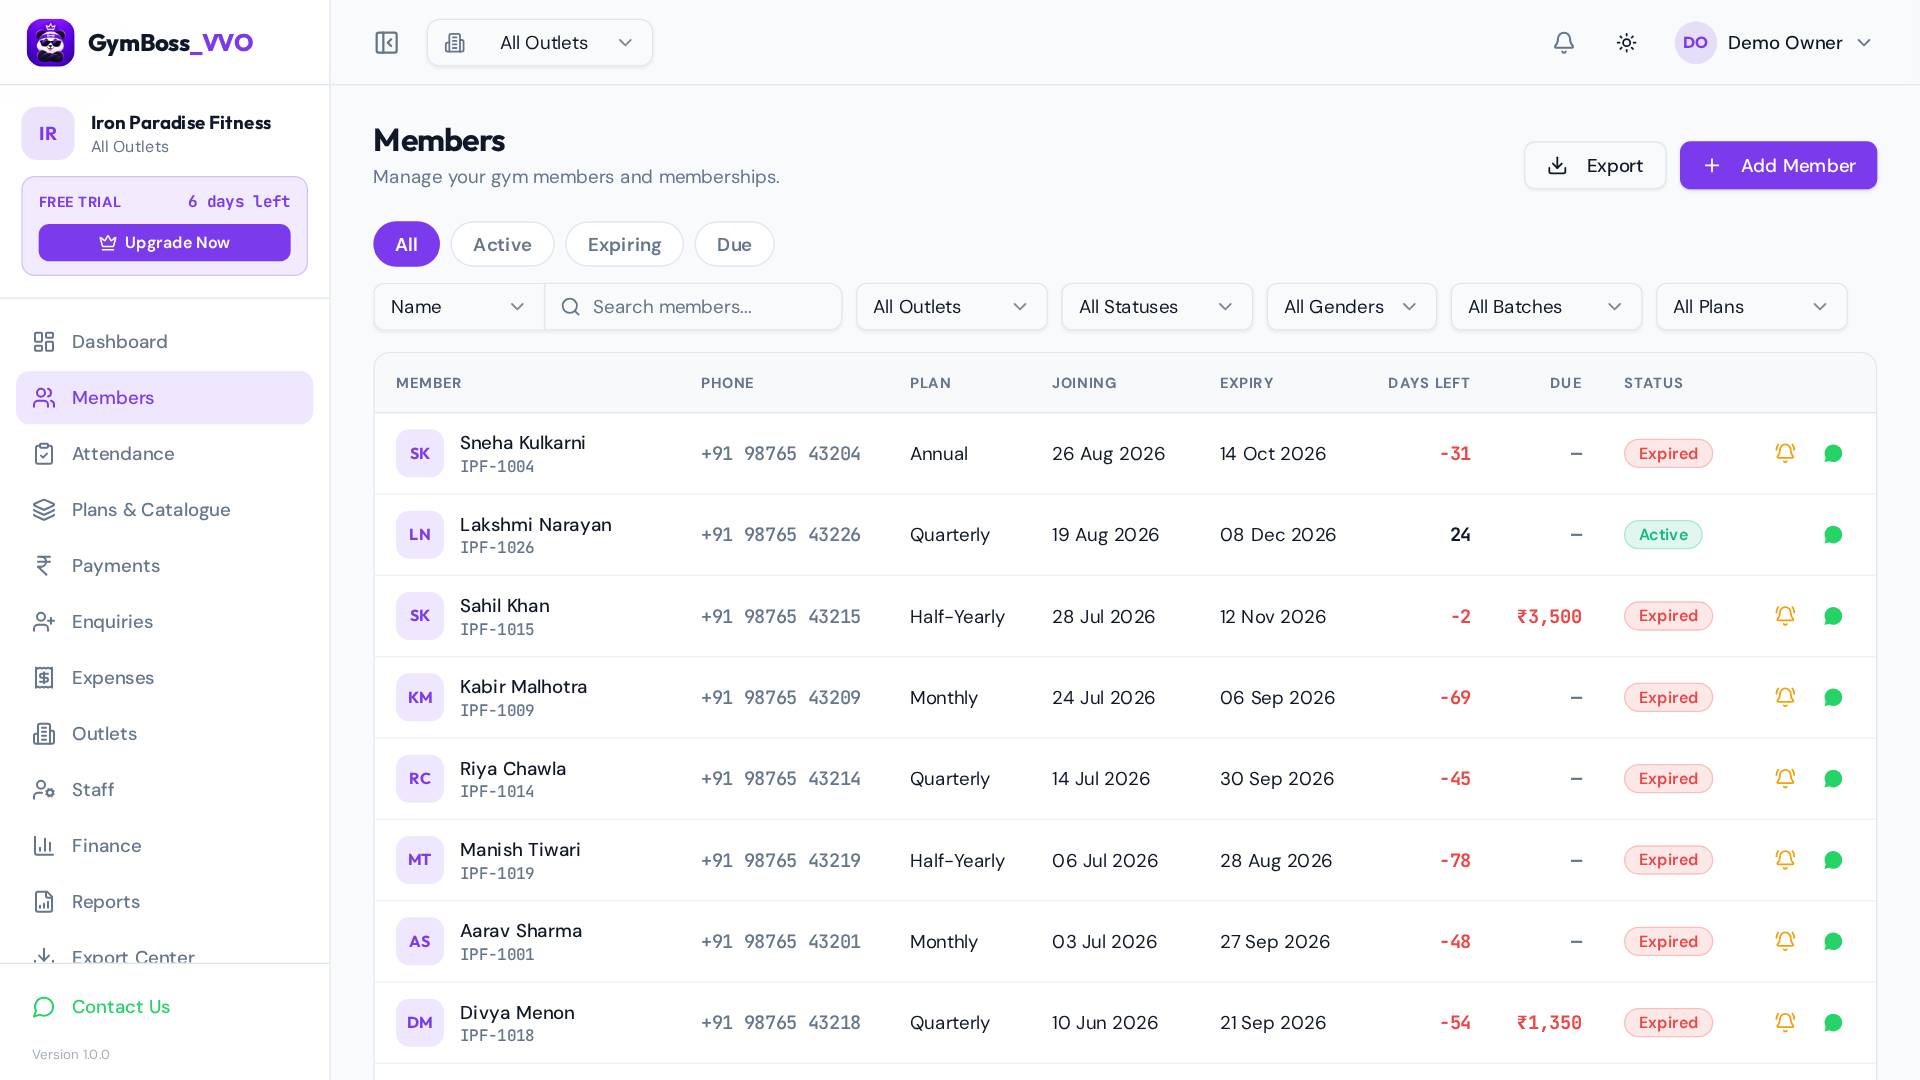 GymBoss_VVO
All Outlets
DO
Demo Owner
IR
Iron Paradise Fitness
All Outlets
FREE TRIAL
6 days left
Upgrade Now
Dashboard
Members
Attendance
Plans & Catalogue
Payments
Enquiries
Expenses
Outlets
Staff
Finance
Reports
Export Center
Contact Us
Version 1.0.0
Members
Manage your gym members and memberships.
Export
Add Member
All
Active
Expiring
Due
Name
Search members...
All Outlets
All Statuses
All Genders
All Batches
All Plans
MEMBER PHONE PLAN JOINING EXPIRY DAYS LEFT DUE STATUS
SK Sneha Kulkarni +91 98765 43204 Annual 26 Aug 2026 14 Oct 2026 -31 – Expired
IPF-1004
LN Lakshmi Narayan +91 98765 43226 Quarterly 19 Aug 2026 08 Dec 2026 24 – Active
IPF-1026
SK Sahil Khan +91 98765 43215 Half-Yearly 28 Jul 2026 12 Nov 2026 -2 ₹3,500 Expired
IPF-1015
KM Kabir Malhotra +91 98765 43209 Monthly 24 Jul 2026 06 Sep 2026 -69 – Expired
IPF-1009
RC Riya Chawla +91 98765 43214 Quarterly 14 Jul 2026 30 Sep 2026 -45 – Expired
IPF-1014
MT Manish Tiwari +91 98765 43219 Half-Yearly 06 Jul 2026 28 Aug 2026 -78 – Expired
IPF-1019
AS Aarav Sharma +91 98765 43201 Monthly 03 Jul 2026 27 Sep 2026 -48 – Expired
IPF-1001
DM Divya Menon +91 98765 43218 Quarterly 10 Jun 2026 21 Sep 2026 -54 ₹1,350 Expired
IPF-1018